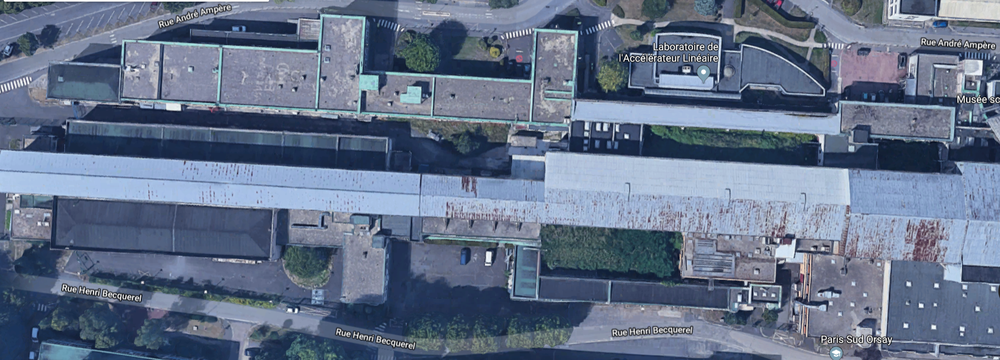 Rue André Ampère
Laboratoire de
l'Accélérateur Linéaire
Rue André Ampère
Musée sc
Rue Henri Becquerel
Rue Henri Becquerel
Rue Henri Becquerel
Paris Sud Orsay